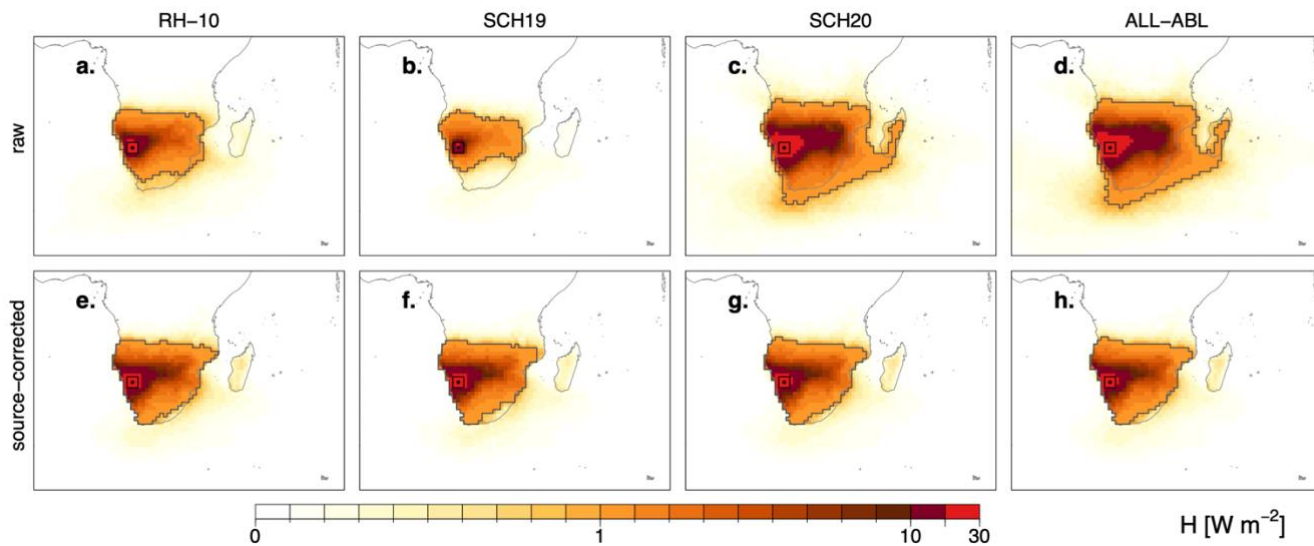 RH−10
SCH19
SCH20
ALL−ABL
raw
a.
b.
c.
d.
source−corrected
e.
f.
g.
h.
0
1
10
30
H [W m⁻²]